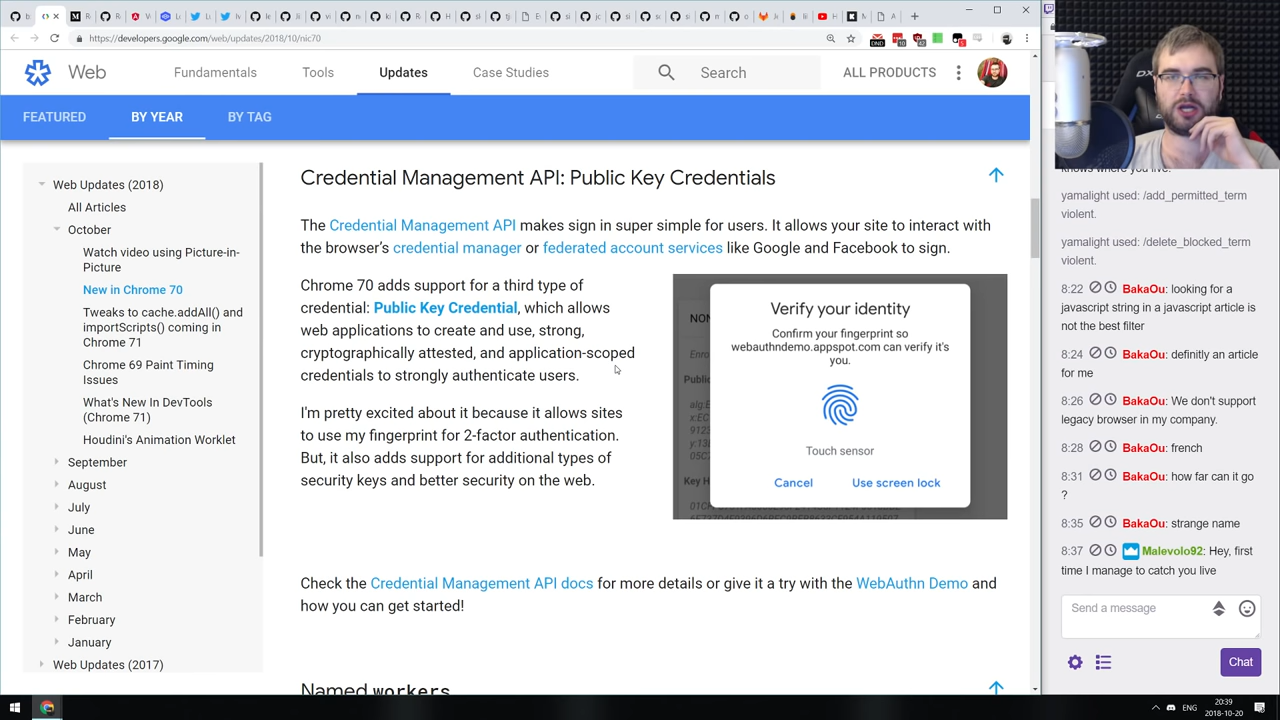 https://developers.google.com/web/updates/2018/10/nic70
Web
Fundamentals
Tools
Updates
Case Studies
Search
ALL PRODUCTS
FEATURED
BY YEAR
BY TAG
Web Updates (2018)
All Articles
October
Watch video using Picture-in-
Picture
New in Chrome 70
Tweaks to cache.addAll() and
importScripts() coming in
Chrome 71
Chrome 69 Paint Timing
Issues
What's New In DevTools
(Chrome 71)
Houdini's Animation Worklet
September
August
July
June
May
April
March
February
January
Web Updates (2017)
Credential Management API: Public Key Credentials
The Credential Management API makes sign in super simple for users. It allows your site to interact with
the browser’s credential manager or federated account services like Google and Facebook to sign.
Chrome 70 adds support for a third type of
credential: Public Key Credential, which allows
web applications to create and use, strong,
cryptographically attested, and application-scoped
credentials to strongly authenticate users.
I'm pretty excited about it because it allows sites
to use my fingerprint for 2-factor authentication.
But, it also adds support for additional types of
security keys and better security on the web.
Verify your identity
Confirm your fingerprint so
webauthndemo.appspot.com can verify it's
you.
Touch sensor
Cancel
Use screen lock
Check the Credential Management API docs for more details or give it a try with the WebAuthn Demo and
how you can get started!
Named workers
knows where you live.
yamalight used: /add_permitted_term
violent.
yamalight used: /delete_blocked_term
violent.
8:22 BakaOu: looking for a
javascript string in a javascript article is
not the best filter
8:24 BakaOu: definitly an article
for me
8:26 BakaOu: We don't support
legacy browser in my company.
8:28 BakaOu: french
8:31 BakaOu: how far can it go
?
8:35 BakaOu: strange name
8:37 Malevolo92: Hey, first
time I manage to catch you live
Send a message
Chat
ENG
20:39
2018-10-20